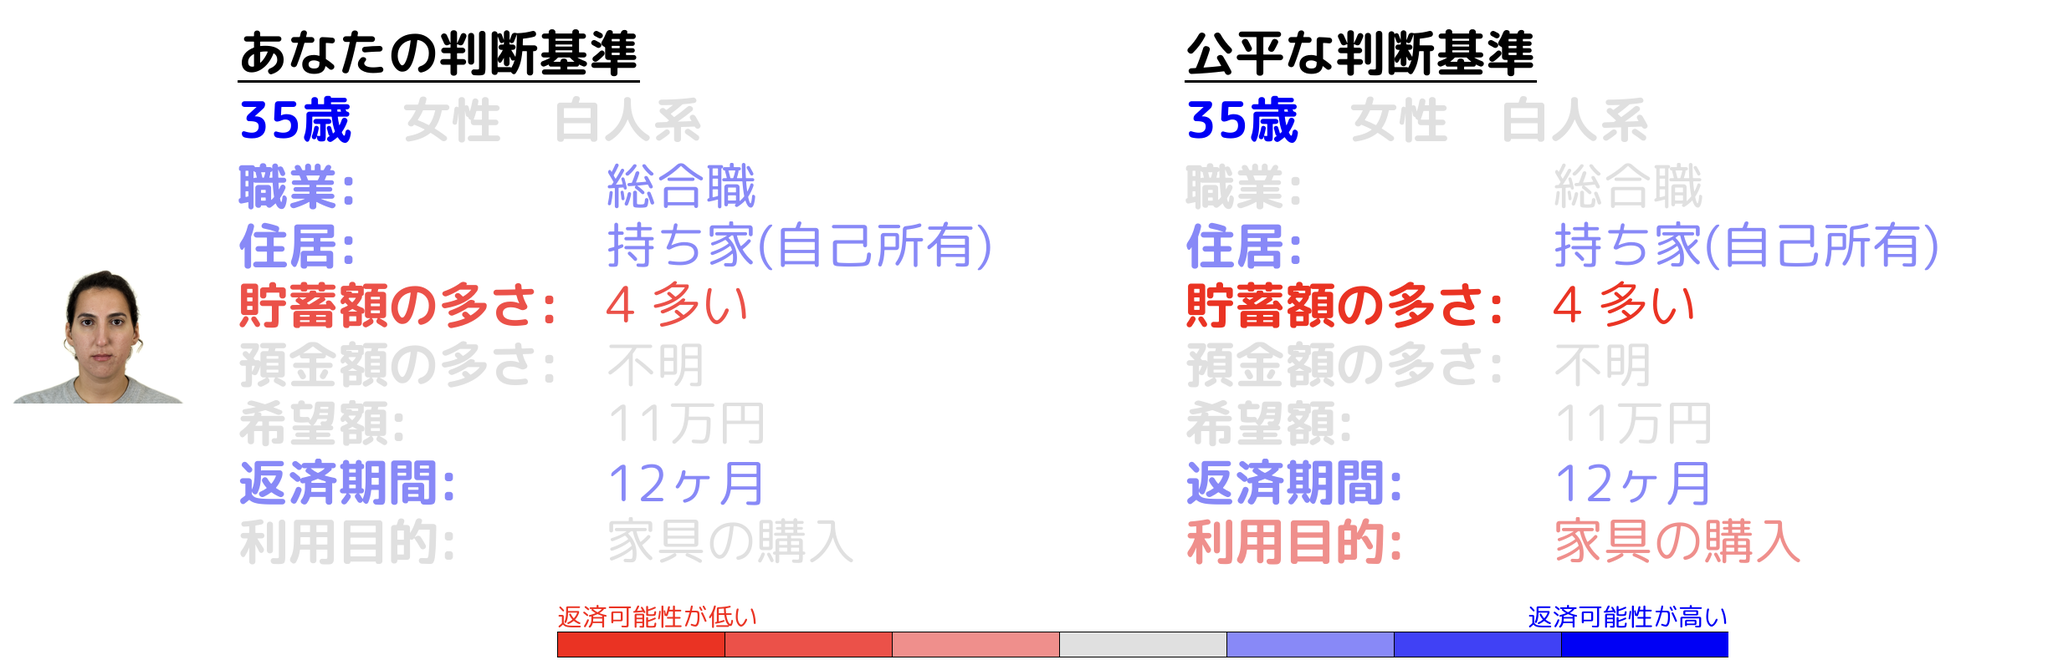 あなたの判断基準
35歳 女性 白人系
職業: 総合職
住居: 持ち家(自己所有)
貯蓄額の多さ: 4 多い
預金額の多さ: 不明
希望額: 11万円
返済期間: 12ヶ月
利用目的: 家具の購入
公平な判断基準
35歳 女性 白人系
職業: 総合職
住居: 持ち家(自己所有)
貯蓄額の多さ: 4 多い
預金額の多さ: 不明
希望額: 11万円
返済期間: 12ヶ月
利用目的: 家具の購入
返済可能性が低い
返済可能性が高い